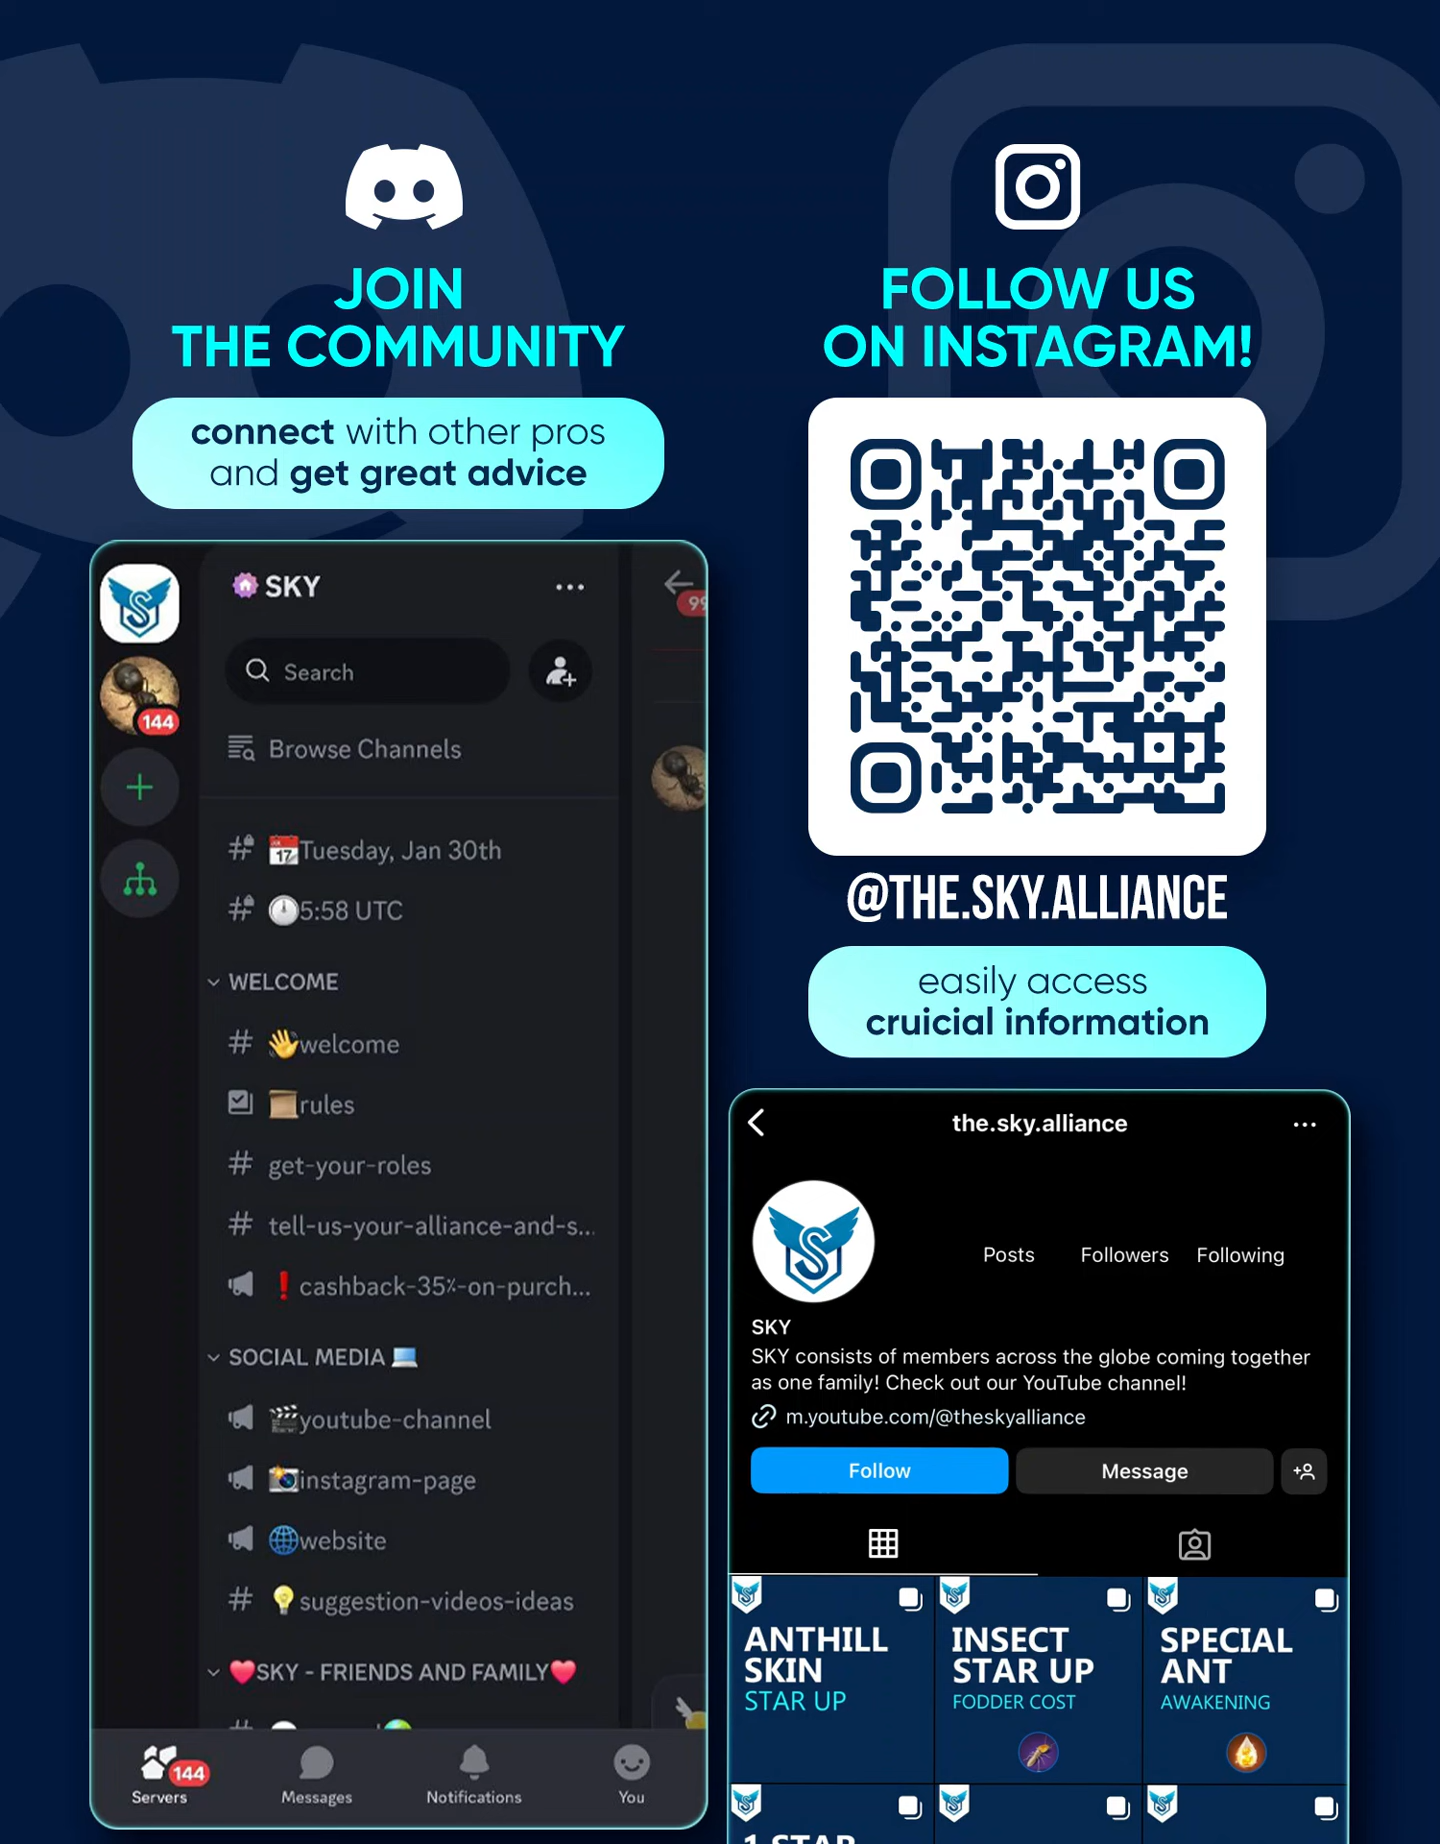 JOIN
THE COMMUNITY
connect with other pros
and get great advice
SKY
99
Search
144
Browse Channels
17
Tuesday, Jan 30th
5:58 UTC
WELCOME
welcome
rules
get-your-roles
tell-us-your-alliance-and-s...
cashback-35%-on-purch...
SOCIAL MEDIA
youtube-channel
instagram-page
website
suggestion-videos-ideas
SKY - FRIENDS AND FAMILY
144
Servers
Messages
Notifications
You
FOLLOW US
ON INSTAGRAM!
@THE.SKY.ALLIANCE
easily access
cruicial information
the.sky.alliance
Posts
Followers
Following
SKY
SKY consists of members across the globe coming together
as one family! Check out our YouTube channel!
m.youtube.com/@theskyalliance
Follow
Message
ANTHILL
SKIN
STAR UP
INSECT
STAR UP
FODDER COST
SPECIAL
ANT
AWAKENING
1 STAR